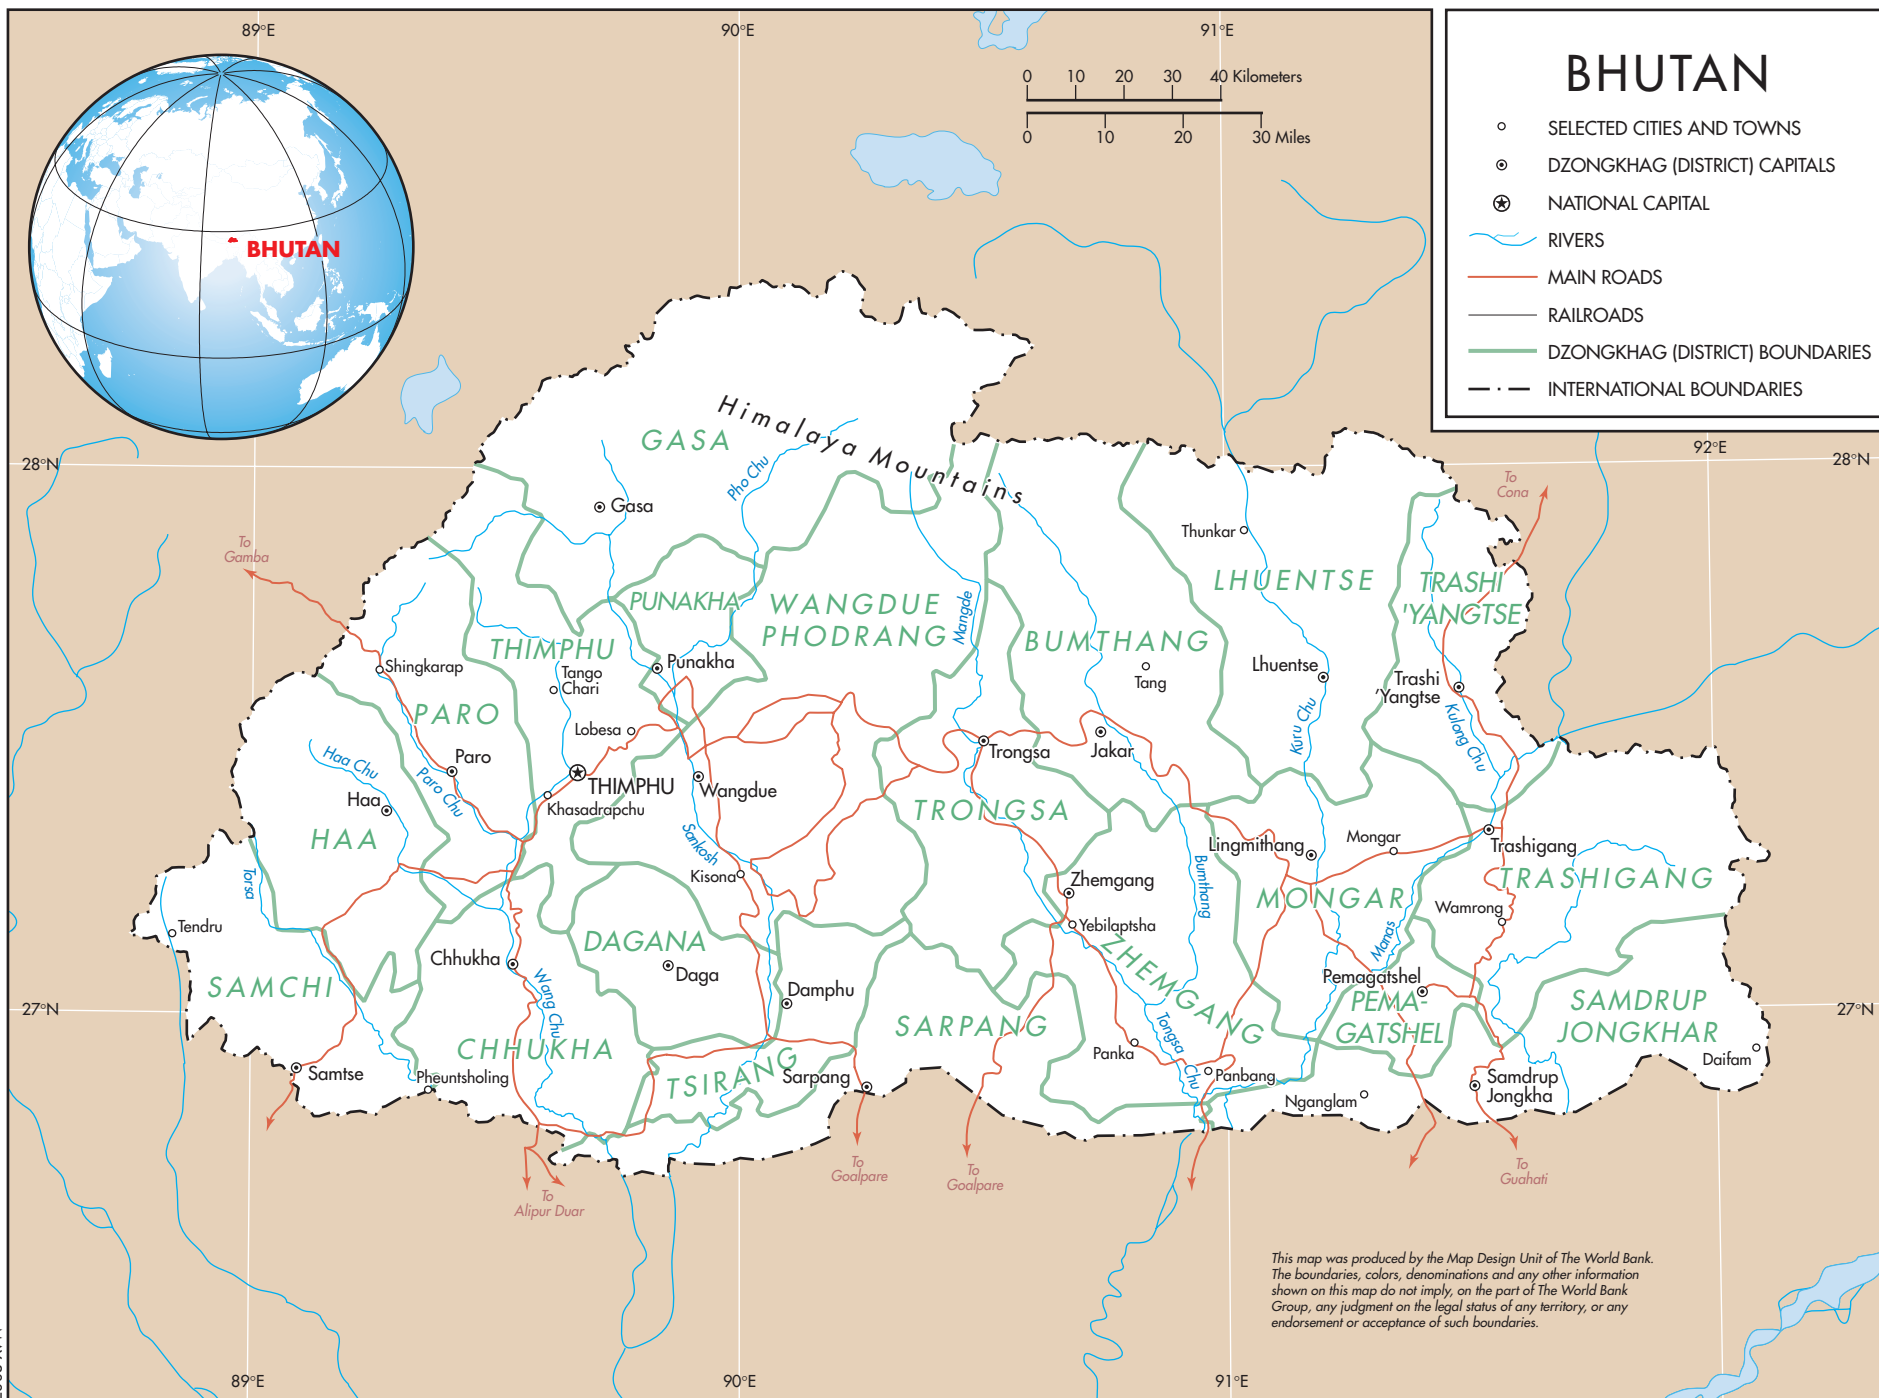 89°E
90°E
91°E
BHUTAN
0 10 20 30 40 Kilometers
0 10 20 30 Miles
BHUTAN
SELECTED CITIES AND TOWNS
DZONGKHAG (DISTRICT) CAPITALS
NATIONAL CAPITAL
RIVERS
MAIN ROADS
RAILROADS
DZONGKHAG (DISTRICT) BOUNDARIES
INTERNATIONAL BOUNDARIES
92°E
28°N
28°N
Himalaya Mountains
GASA
Pho Chu
Gasa
To
Cona
Thunkar
To
Gamba
LHUENTSE
TRASHI
'YANGTSE
PUNAKHA
WANGDUE
PHODRANG
Mangde
BUMTHANG
THIMPHU
Punakha
Shingkarap
Tango
Chari
Tang
Lhuentse
Trashi
'Yangtse
PARO
Lobesa
Kuru Chu
Kulong Chu
Haa Chu
Paro
Paro Chu
THIMPHU
Khasadrapchu
Wangdue
Trongsa
Jakar
Haa
HAA
TRONGSA
Sankosh
Kisona
Lingmithang
Mongar
Trashigang
TRASHIGANG
Torsa
Zhemgang
Bumthang
MONGAR
Wamrong
Tendru
Yebilaptsha
DAGANA
Daga
Chhukha
ZHEMGANG
Manas
Pemagatshel
SAMCHI
Wang Chu
Damphu
PEMA-
GATSHEL
SAMDRUP
JONGKHAR
27°N
27°N
SARPANG
CHHUKHA
TSIRANG
Panka
Tongsa Chu
Daifam
Samtse
Pheuntsholing
Sarpang
Panbang
Nganglam
Samdrup
Jongkha
To
Goalpare
To
Goalpare
To
Guahati
To
Alipur Duar
This map was produced by the Map Design Unit of The World Bank.
The boundaries, colors, denominations and any other information
shown on this map do not imply, on the part of The World Bank
Group, any judgment on the legal status of any territory, or any
endorsement or acceptance of such boundaries.
89°E
90°E
91°E